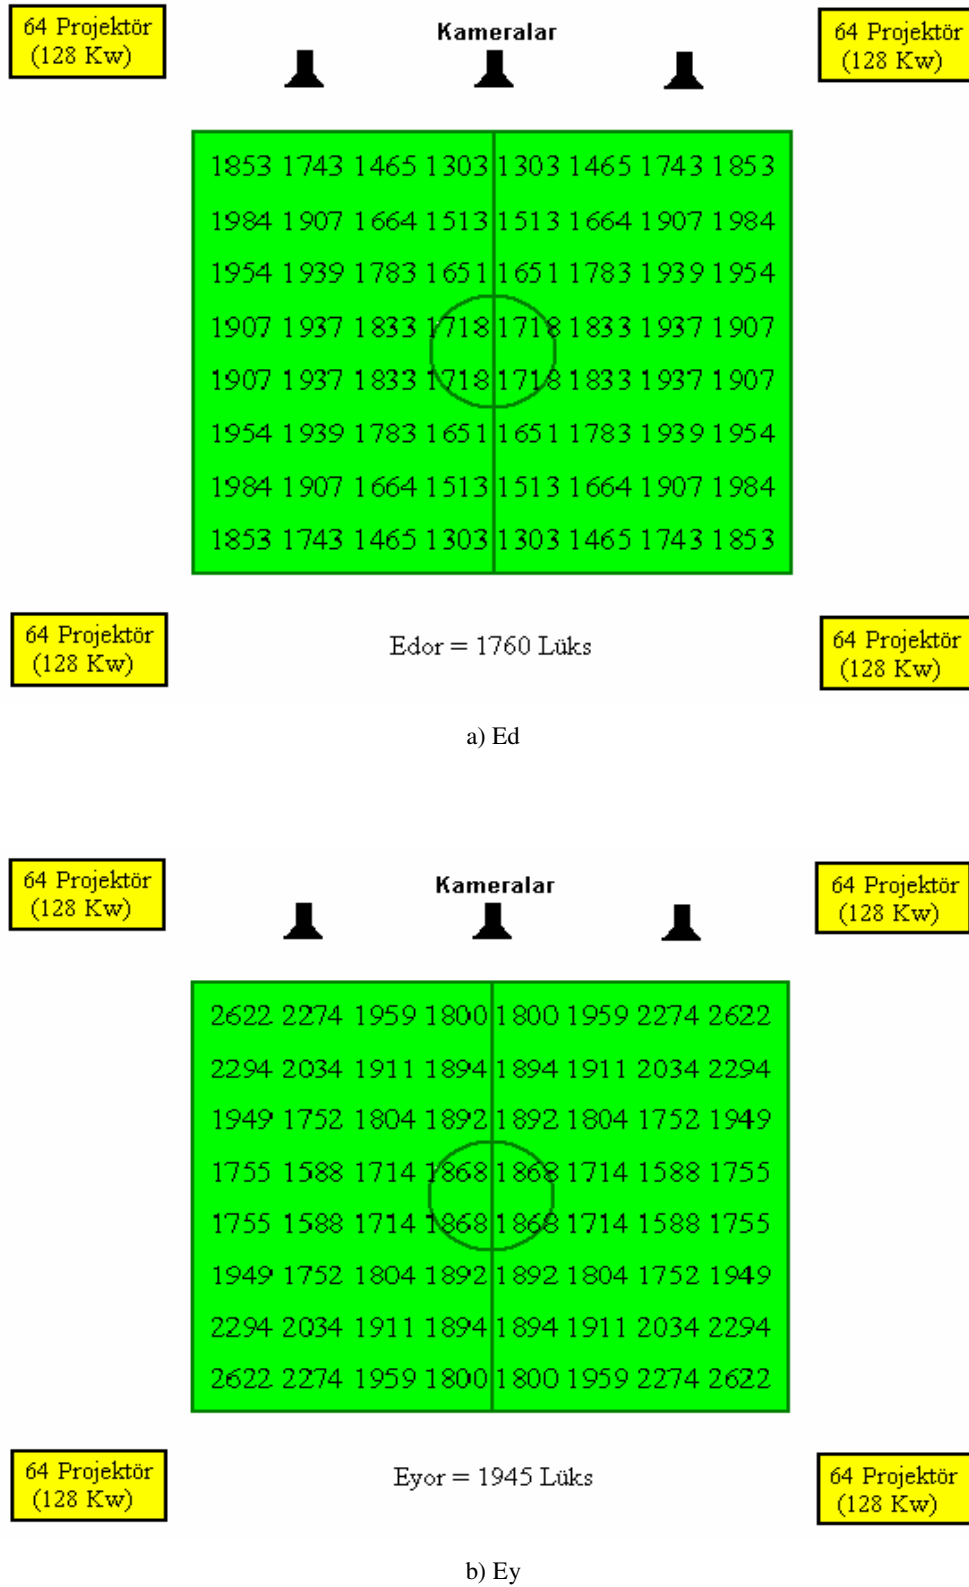 64 Projektör
(128 Kw)
Kameralar
64 Projektör
(128 Kw)
1853 1743 1465 1303 1303 1465 1743 1853
1984 1907 1664 1513 1513 1664 1907 1984
1954 1939 1783 1651 1651 1783 1939 1954
1907 1937 1833 1718 1718 1833 1937 1907
1907 1937 1833 1718 1718 1833 1937 1907
1954 1939 1783 1651 1651 1783 1939 1954
1984 1907 1664 1513 1513 1664 1907 1984
1853 1743 1465 1303 1303 1465 1743 1853
64 Projektör
(128 Kw)
Edor = 1760 Lüks
64 Projektör
(128 Kw)
a) Ed
64 Projektör
(128 Kw)
Kameralar
64 Projektör
(128 Kw)
2622 2274 1959 1800 1800 1959 2274 2622
2294 2034 1911 1894 1894 1911 2034 2294
1949 1752 1804 1892 1892 1804 1752 1949
1755 1588 1714 1868 1868 1714 1588 1755
1755 1588 1714 1868 1868 1714 1588 1755
1949 1752 1804 1892 1892 1804 1752 1949
2294 2034 1911 1894 1894 1911 2034 2294
2622 2274 1959 1800 1800 1959 2274 2622
64 Projektör
(128 Kw)
Eyor = 1945 Lüks
64 Projektör
(128 Kw)
b) Ey